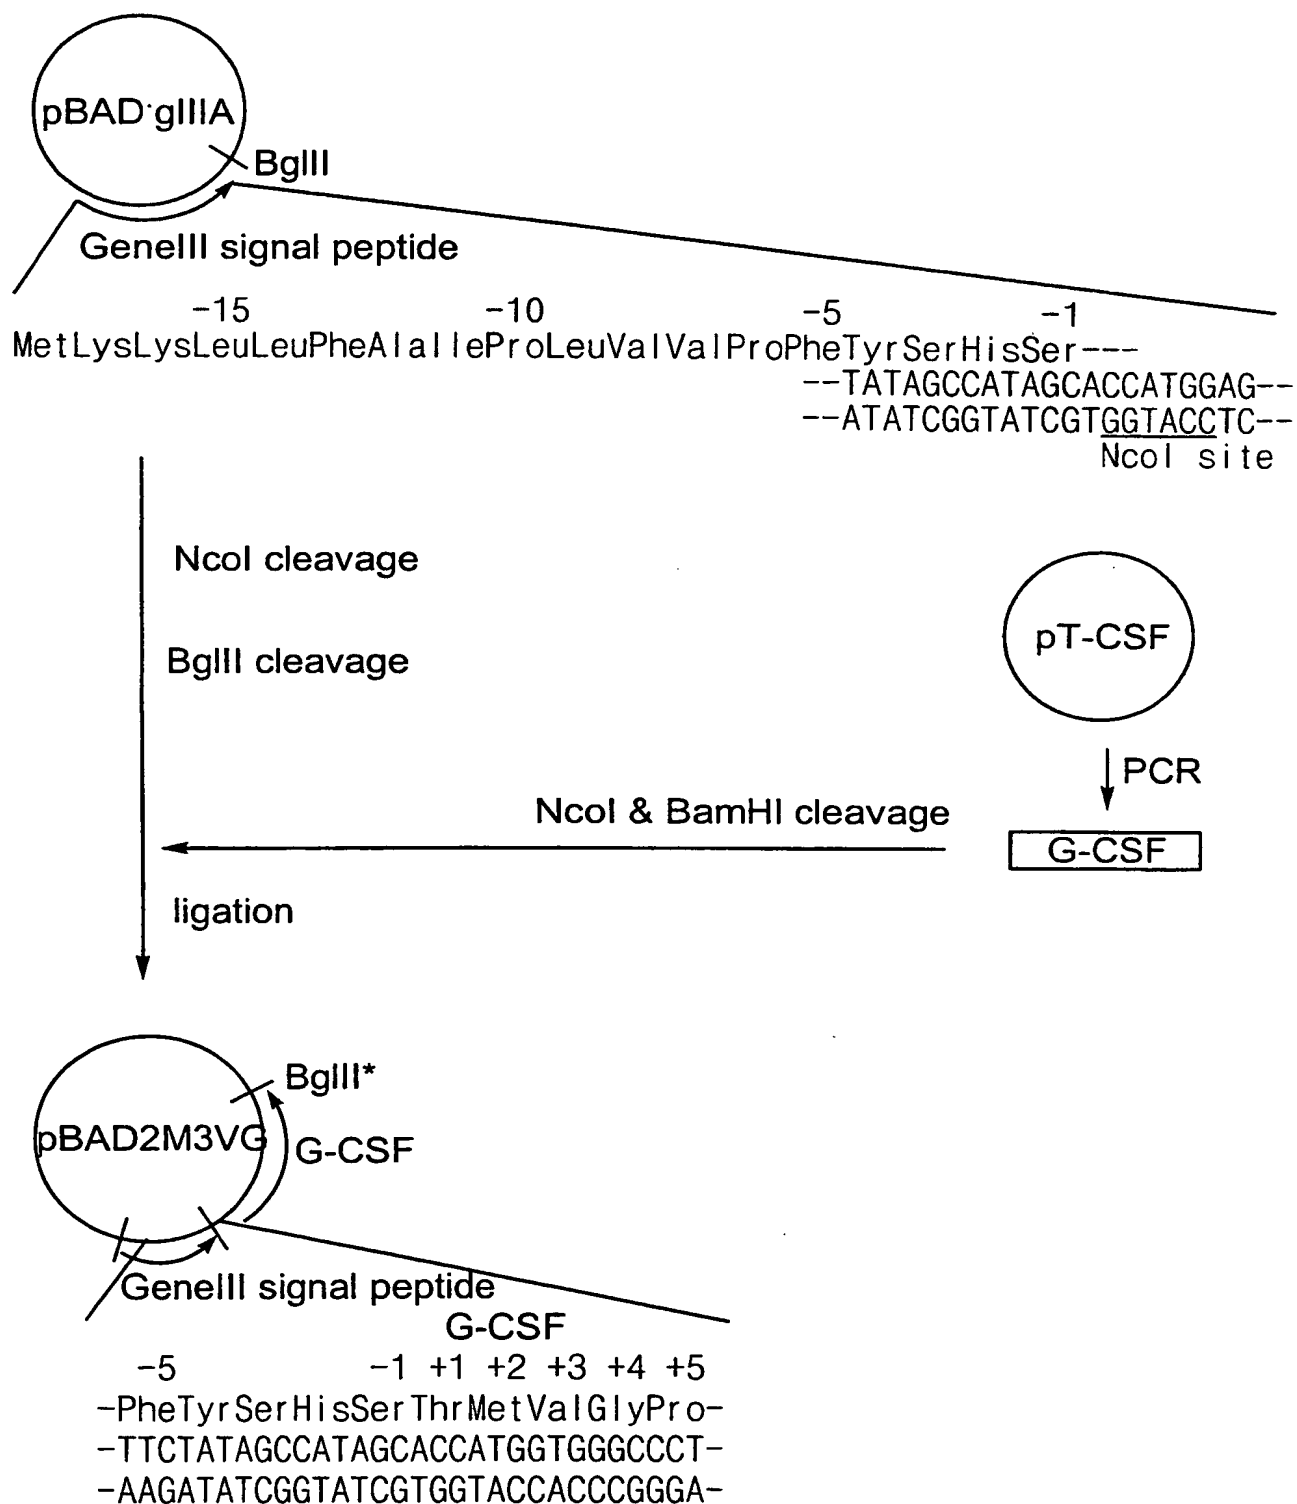 pBAD·gIIIA
BglII
GeneIII signal peptide
-15 -10 -5 -1
MetLysLysLeuLeuPheAlaIleProLeuValValProPheTyrSerHisSer---
--TATAGCCATAGCACCATGGAG--
--ATATCGGTATCGTGGTACCTC--
NcoI site
NcoI cleavage
BglII cleavage
pT-CSF
PCR
NcoI & BamHI cleavage
G-CSF
ligation
BglII*
pBAD2M3VG
G-CSF
GeneIII signal peptide
G-CSF
-5 -1 +1 +2 +3 +4 +5
-PheTyrSerHisSerThrMetValGlyPro-
-TTCTATAGCCATAGCACCATGGTGGGCCCT-
-AAGATATCGGTATCGTGGTACCACCCGGGA-